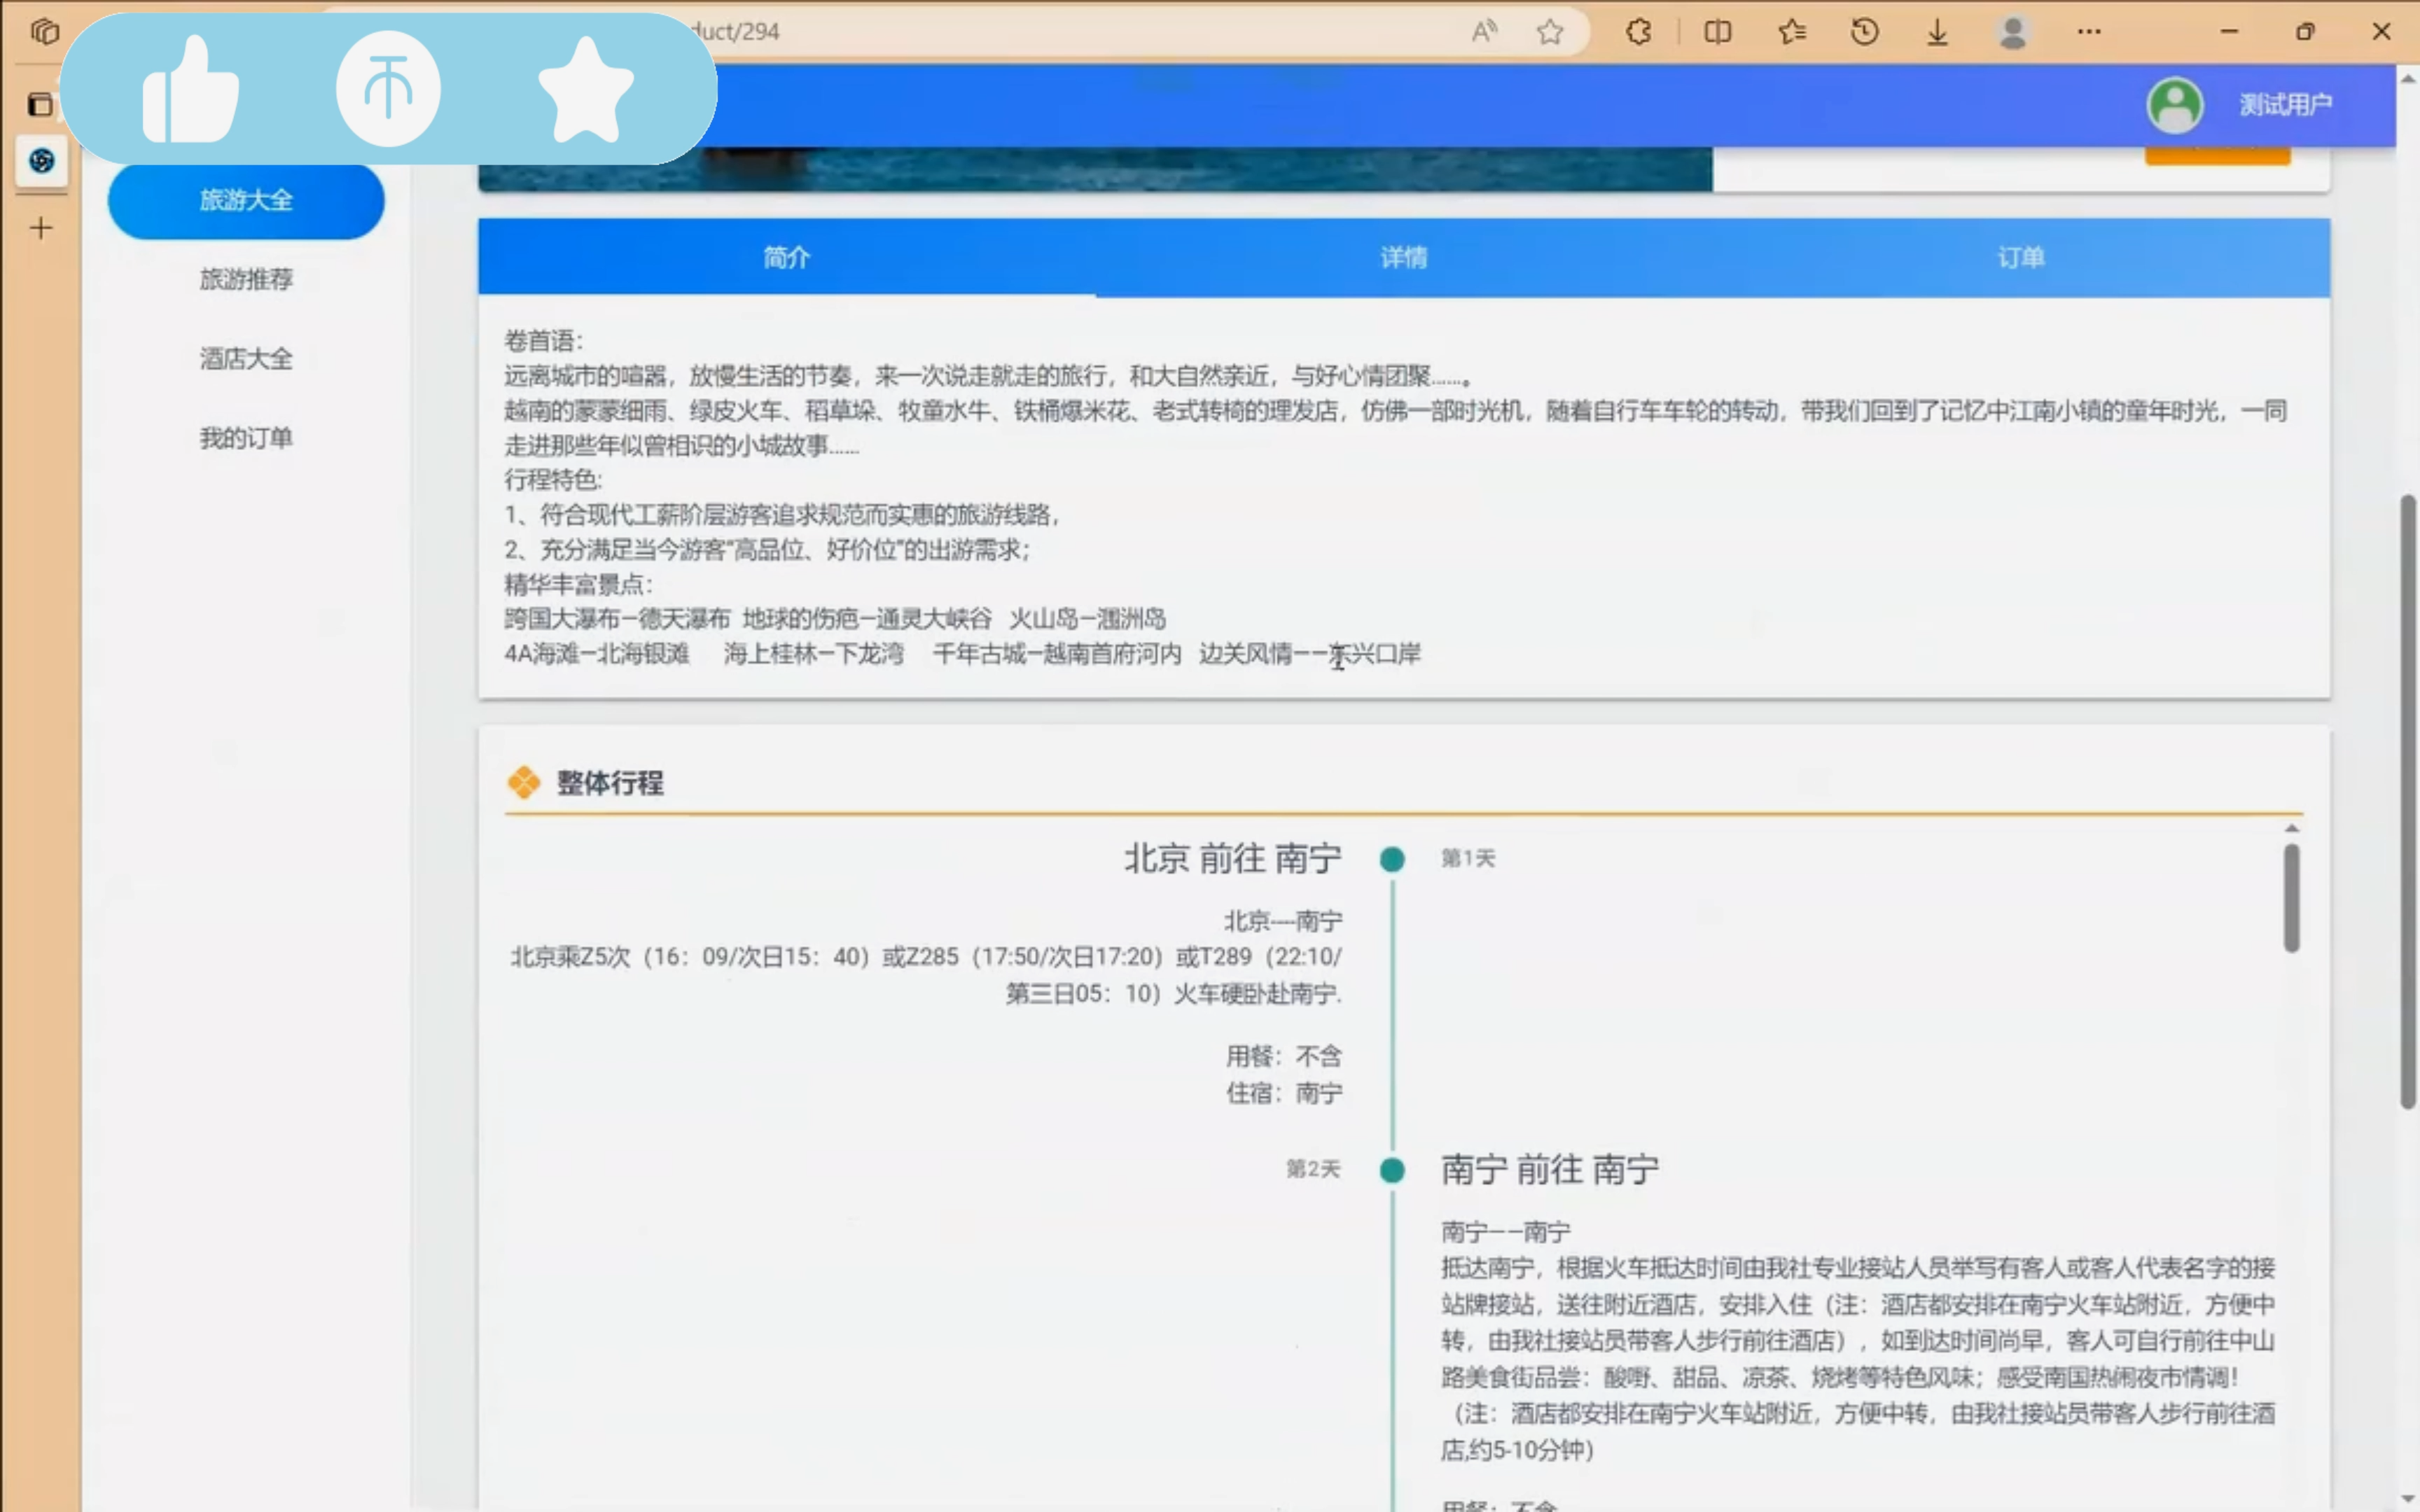 duct/294
测试用户
旅游大全
旅游推荐
酒店大全
我的订单
简介
详情
订单
卷首语：
远离城市的喧嚣，放慢生活的节奏，来一次说走就走的旅行，和大自然亲近，与好心情团聚……。
越南的蒙蒙细雨、绿皮火车、稻草垛、牧童水牛、铁桶爆米花、老式转椅的理发店，仿佛一部时光机，随着自行车车轮的转动，带我们回到了记忆中江南小镇的童年时光，一同
走进那些年似曾相识的小城故事……
行程特色:
1、符合现代工薪阶层游客追求规范而实惠的旅游线路，
2、充分满足当今游客“高品位、好价位”的出游需求；
精华丰富景点：
跨国大瀑布—德天瀑布 地球的伤疤—通灵大峡谷 火山岛—涠洲岛
4A海滩—北海银滩 海上桂林—下龙湾 千年古城—越南首府河内 边关风情——东兴口岸
整体行程
北京 前往 南宁
第1天
北京---南宁
北京乘Z5次（16：09/次日15：40）或Z285（17:50/次日17:20）或T289（22:10/
第三日05：10）火车硬卧赴南宁.
用餐：不含
住宿：南宁
第2天
南宁 前往 南宁
南宁——南宁
抵达南宁，根据火车抵达时间由我社专业接站人员举写有客人或客人代表名字的接
站牌接站，送往附近酒店，安排入住（注：酒店都安排在南宁火车站附近，方便中
转，由我社接站员带客人步行前往酒店），如到达时间尚早，客人可自行前往中山
路美食街品尝：酸嘢、甜品、凉茶、烧烤等特色风味；感受南国热闹夜市情调！
（注：酒店都安排在南宁火车站附近，方便中转，由我社接站员带客人步行前往酒
店,约5-10分钟）
用餐：不含